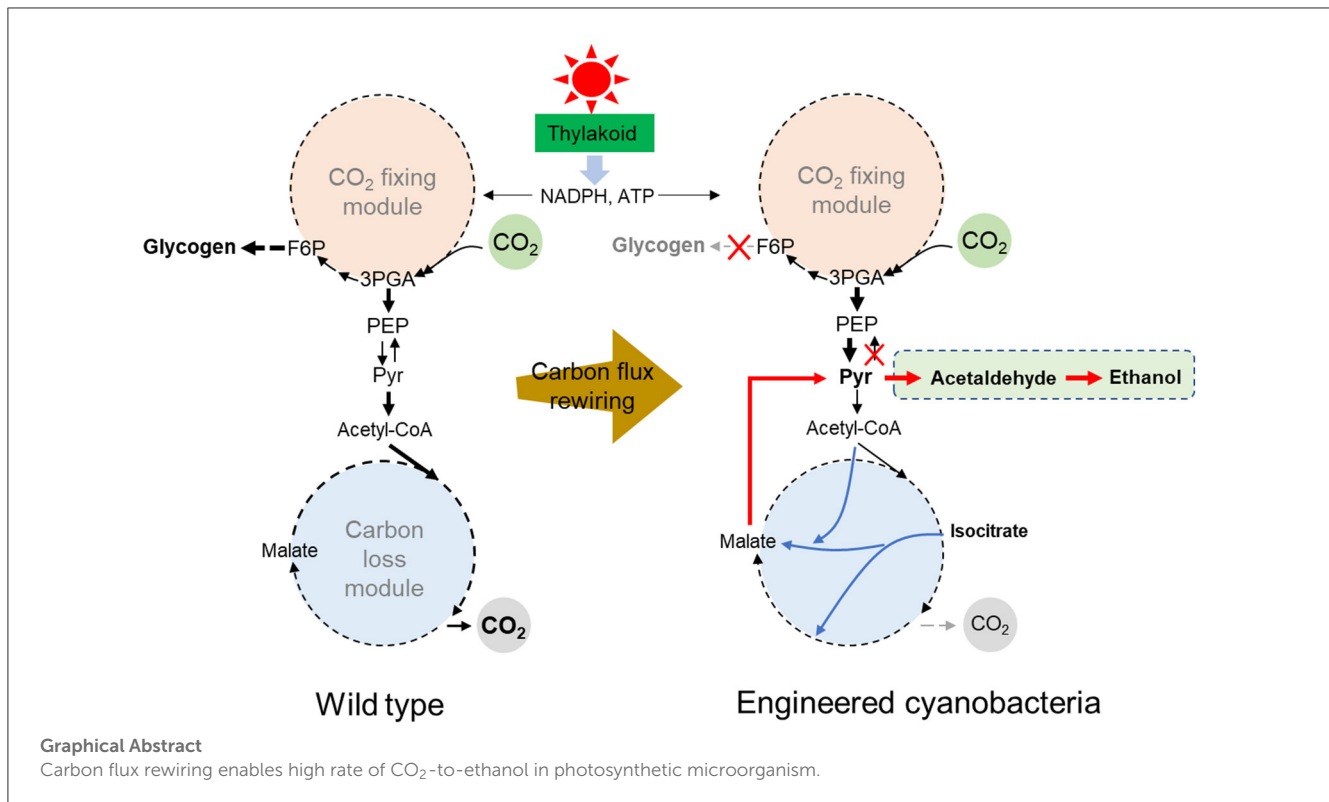 Thylakoid
NADPH, ATP
CO₂ fixing
module
CO₂
Glycogen
F6P
3PGA
PEP
Pyr
Acetyl-CoA
Carbon
loss
module
Malate
CO₂
Wild type
Carbon flux
rewiring
CO₂ fixing
module
CO₂
Glycogen
F6P
3PGA
PEP
Pyr
Acetaldehyde
Ethanol
Acetyl-CoA
Malate
Isocitrate
CO₂
Engineered cyanobacteria
Graphical Abstract
Carbon flux rewiring enables high rate of CO₂-to-ethanol in photosynthetic microorganism.